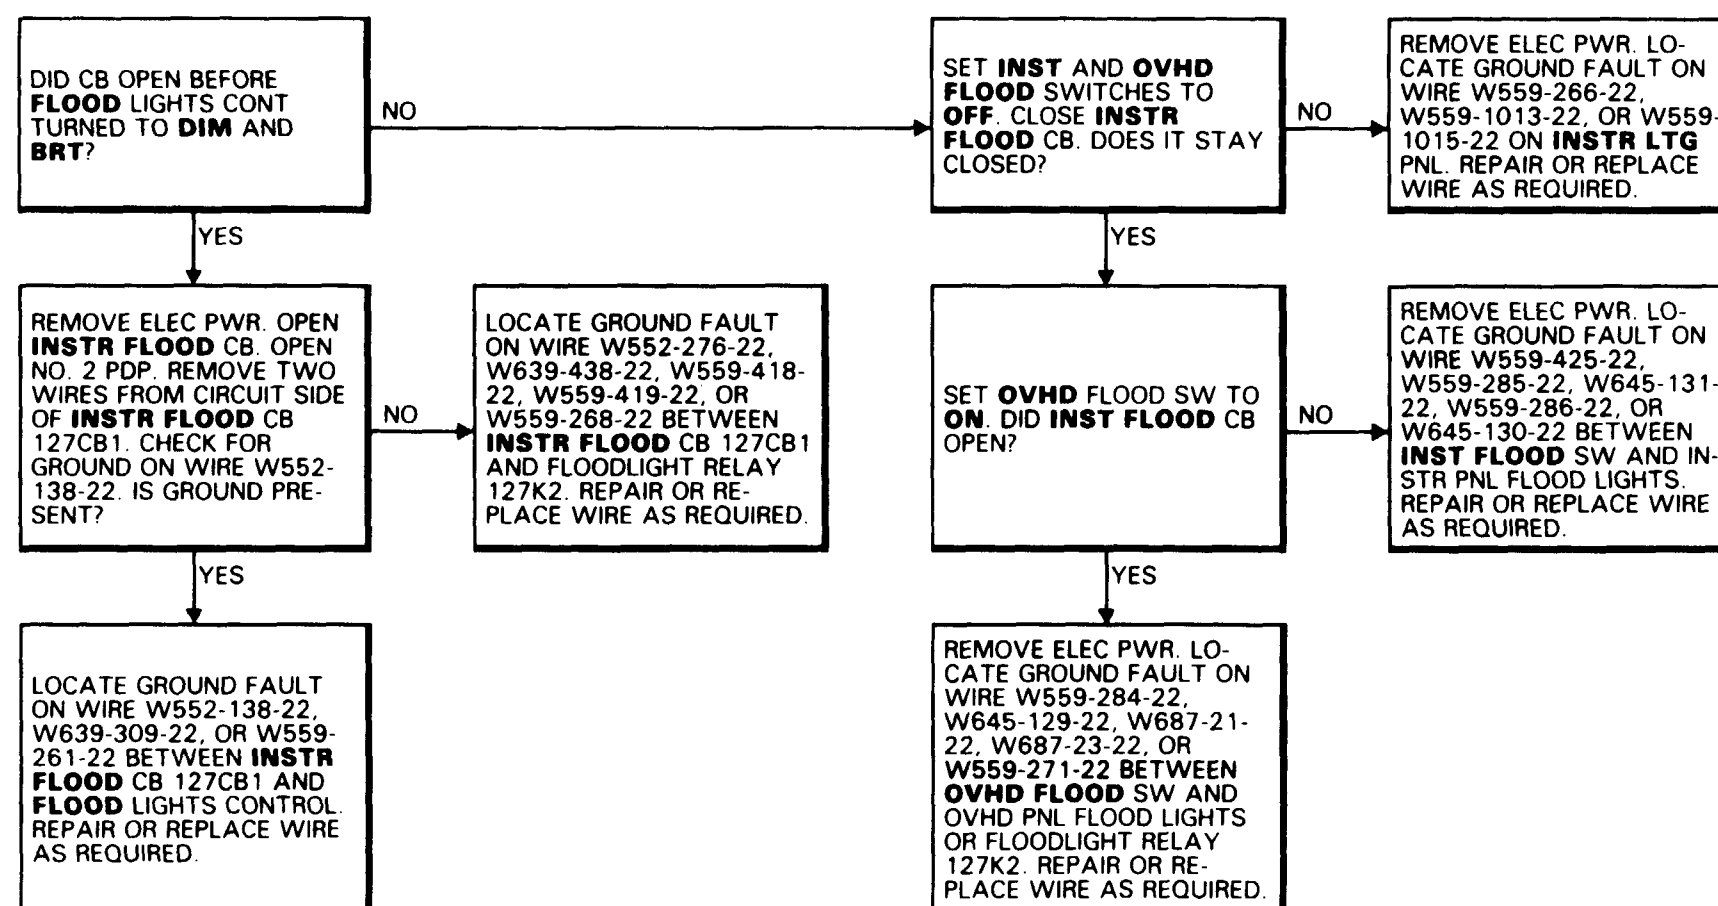 DID CB OPEN BEFORE
FLOOD LIGHTS CONT
TURNED TO DIM AND
BRT?
NO
SET INST AND OVHD
FLOOD SWITCHES TO
OFF. CLOSE INSTR
FLOOD CB. DOES IT STAY
CLOSED?
NO
REMOVE ELEC PWR. LO-
CATE GROUND FAULT ON
WIRE W559-266-22,
W559-1013-22, OR W559-
1015-22 ON INSTR LTG
PNL. REPAIR OR REPLACE
WIRE AS REQUIRED.
YES
YES
REMOVE ELEC PWR. OPEN
INSTR FLOOD CB. OPEN
NO. 2 PDP. REMOVE TWO
WIRES FROM CIRCUIT SIDE
OF INSTR FLOOD CB
127CB1. CHECK FOR
GROUND ON WIRE W552-
138-22. IS GROUND PRE-
SENT?
NO
LOCATE GROUND FAULT
ON WIRE W552-276-22,
W639-438-22, W559-418-
22, W559-419-22, OR
W559-268-22 BETWEEN
INSTR FLOOD CB 127CB1
AND FLOODLIGHT RELAY
127K2. REPAIR OR RE-
PLACE WIRE AS REQUIRED.
SET OVHD FLOOD SW TO
ON. DID INST FLOOD CB
OPEN?
NO
REMOVE ELEC PWR. LO-
CATE GROUND FAULT ON
WIRE W559-425-22,
W559-285-22, W645-131-
22, W559-286-22, OR
W645-130-22 BETWEEN
INST FLOOD SW AND IN-
STR PNL FLOOD LIGHTS.
REPAIR OR REPLACE WIRE
AS REQUIRED.
YES
YES
LOCATE GROUND FAULT
ON WIRE W552-138-22,
W639-309-22, OR W559-
261-22 BETWEEN INSTR
FLOOD CB 127CB1 AND
FLOOD LIGHTS CONTROL.
REPAIR OR REPLACE WIRE
AS REQUIRED.
REMOVE ELEC PWR. LO-
CATE GROUND FAULT ON
WIRE W559-284-22,
W645-129-22, W687-21-
22, W687-23-22, OR
W559-271-22 BETWEEN
OVHD FLOOD SW AND
OVHD PNL FLOOD LIGHTS
OR FLOODLIGHT RELAY
127K2. REPAIR OR RE-
PLACE WIRE AS REQUIRED.